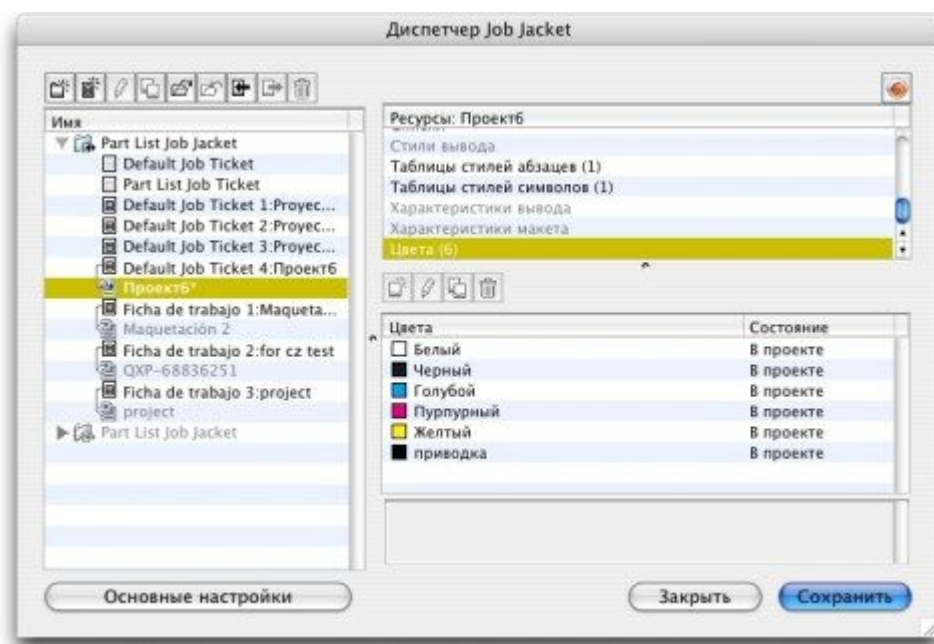 Диспетчер Job Jacket
Имя
Part List Job Jacket
Default Job Ticket
Part List Job Ticket
Default Job Ticket 1:Proyec...
Default Job Ticket 2:Proyec...
Default Job Ticket 3:Proyec...
Default Job Ticket 4:Проект6
Проект6*
Ficha de trabajo 1:Maqueta...
Maquetación 2
Ficha de trabajo 2:for cz test
QXP-68836251
Ficha de trabajo 3:project
project
Part List Job Jacket
Ресурсы: Проект6
Стили вывода
Таблицы стилей абзацев (1)
Таблицы стилей символов (1)
Характеристики вывода
Характеристики макета
Цвета (6)
Цвета Состояние
Белый В проекте
Черный В проекте
Голубой В проекте
Пурпурный В проекте
Желтый В проекте
приводка В проекте
Основные настройки
Закрыть
Сохранить